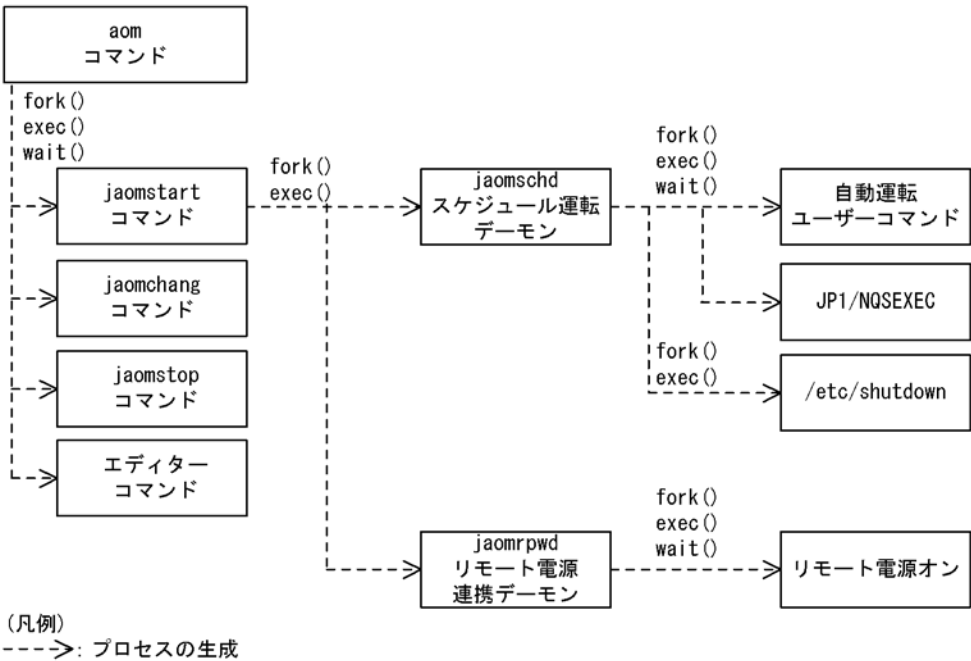 aom
コマンド
fork()
exec()
wait()
jaomstart
コマンド
fork()
exec()
jaomschd
スケジュール運転
デーモン
fork()
exec()
wait()
自動運転
ユーザーコマンド
jaomchang
コマンド
JP1/NQSEXEC
jaomstop
コマンド
fork()
exec()
/etc/shutdown
エディター
コマンド
jaomrpwd
リモート電源
連携デーモン
fork()
exec()
wait()
リモート電源オン
(凡例)
: プロセスの生成